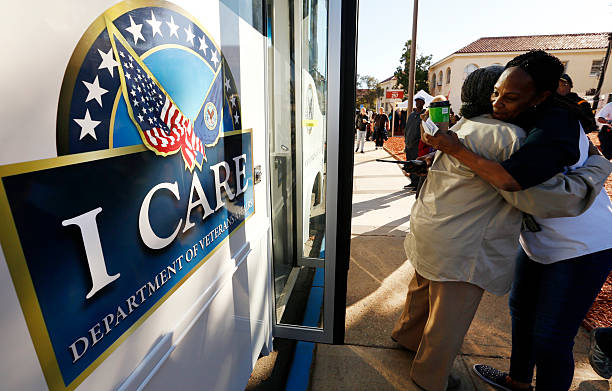 I CARE
DEPARTMENT OF VETERANS AFFAIRS